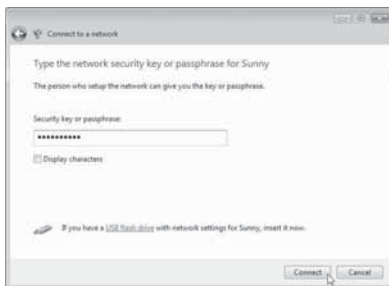 Connect to a network
Type the network security key or passphrase for Sunny
The person who setup the network can give you the key or passphrase.
Security key or passphrase:
••••••••••
Display characters
If you have a USB flash drive with network settings for Sunny, insert it now.
Connect
Cancel